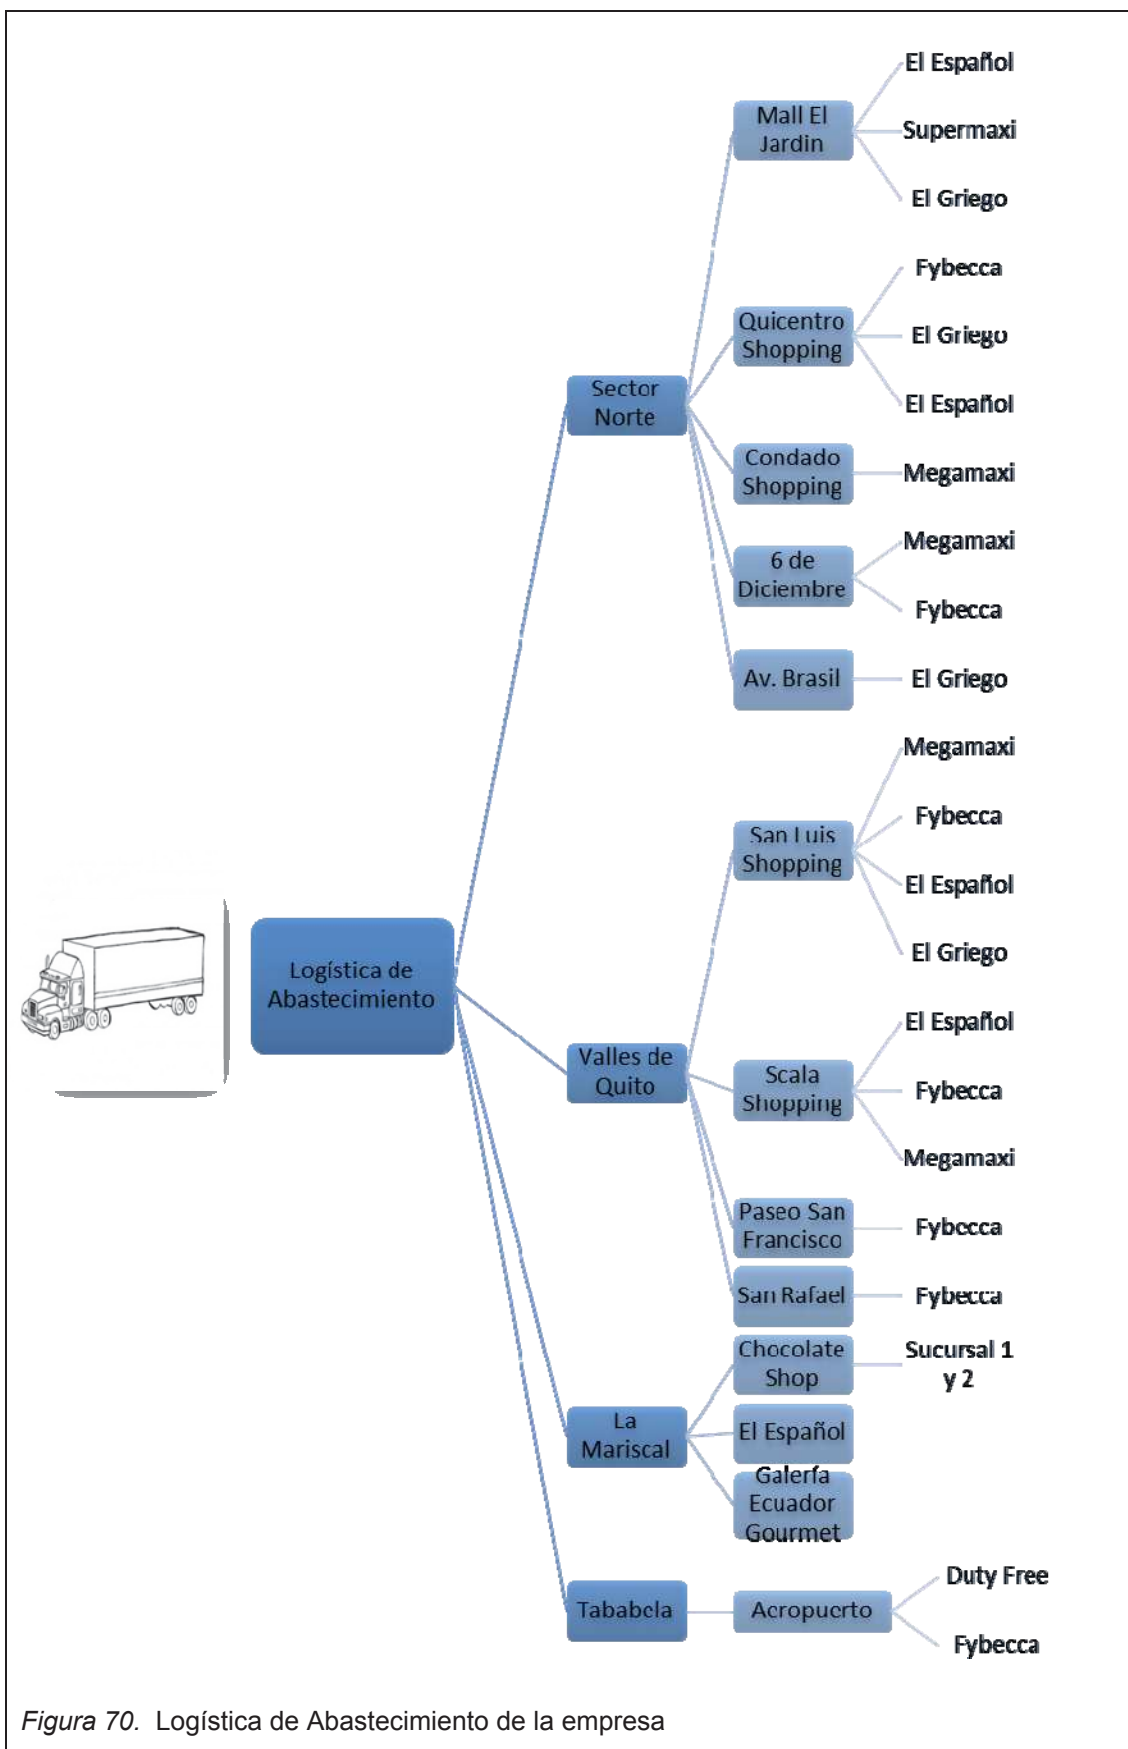 El Español
Mall El
Jardin
Supermaxi
El Griego
Fybecca
Quicentro
Shopping
El Griego
El Español
Sector
Norte
Condado
Shopping
Megamaxi
Megamaxi
6 de
Diciembre
Fybecca
Av. Brasil
El Griego
Megamaxi
Fybecca
San Luis
Shopping
El Español
El Griego
Logística de
Abastecimiento
El Español
Valles de
Quito
Scala
Shopping
Fybecca
Megamaxi
Paseo San
Francisco
Fybecca
San Rafael
Fybecca
Chocolate
Shop
Sucursal 1
y 2
La
Mariscal
El Español
Galería
Ecuador
Gourmet
Duty Free
Tababela
Aeropuerto
Fybecca
Figura 70. Logística de Abastecimiento de la empresa